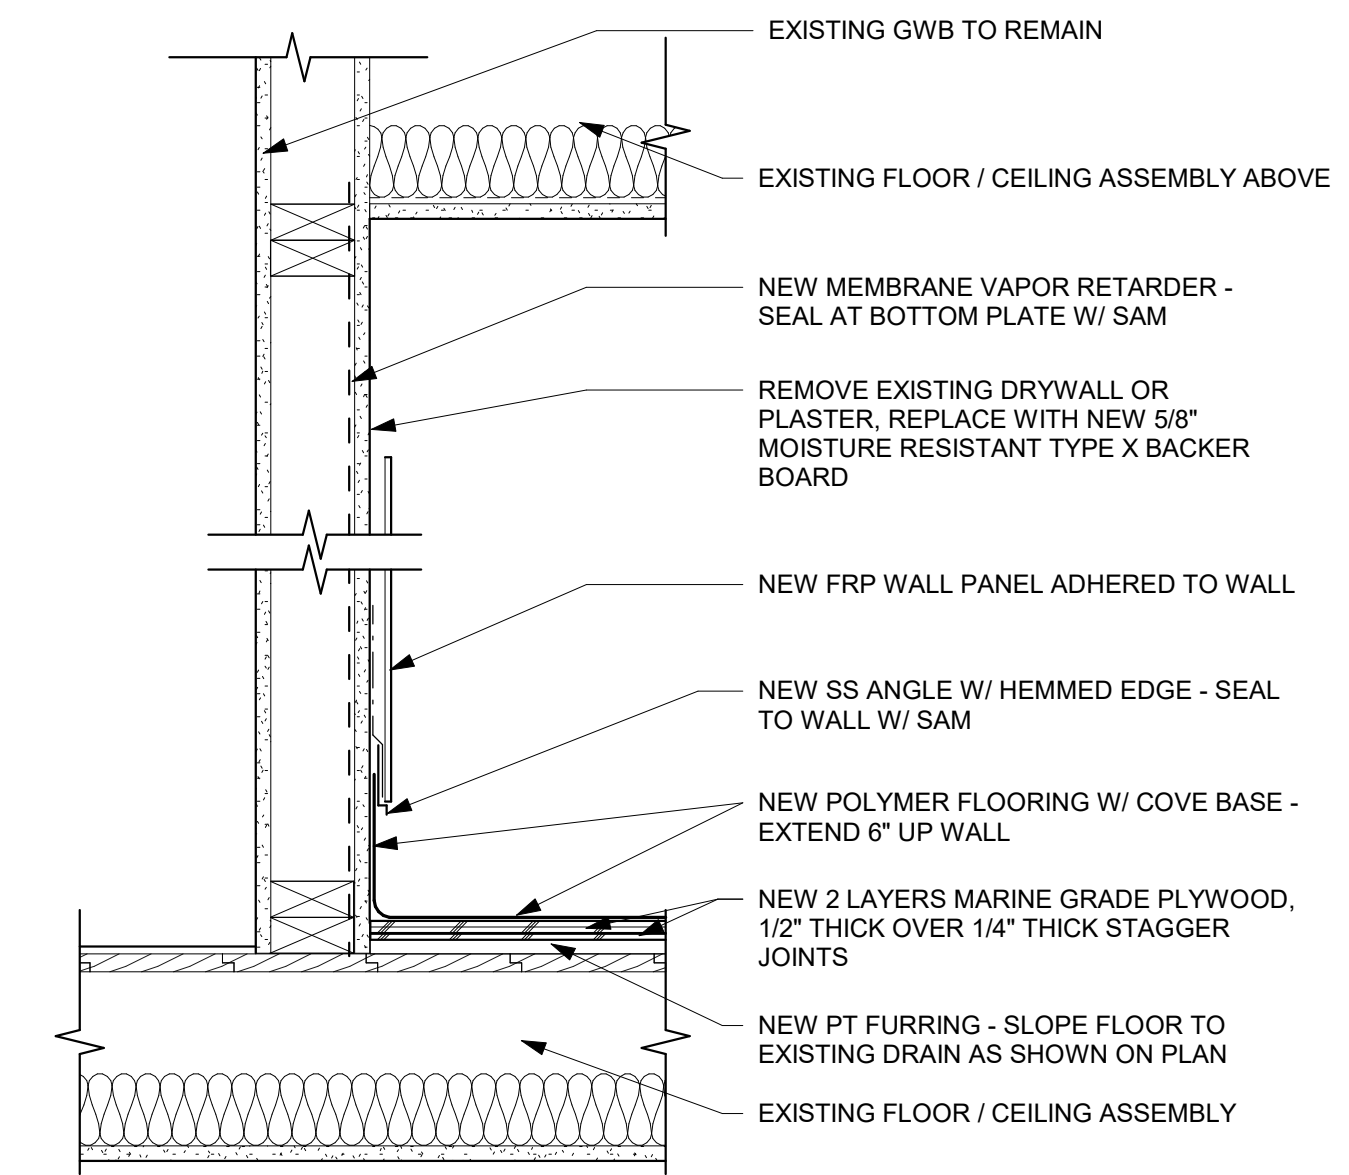 EXISTING GWB TO REMAIN
EXISTING FLOOR / CEILING ASSEMBLY ABOVE
NEW MEMBRANE VAPOR RETARDER -
SEAL AT BOTTOM PLATE W/ SAM
REMOVE EXISTING DRYWALL OR
PLASTER, REPLACE WITH NEW 5/8"
MOISTURE RESISTANT TYPE X BACKER
BOARD
NEW FRP WALL PANEL ADHERED TO WALL
NEW SS ANGLE W/ HEMMED EDGE - SEAL
TO WALL W/ SAM
NEW POLYMER FLOORING W/ COVE BASE -
EXTEND 6" UP WALL
NEW 2 LAYERS MARINE GRADE PLYWOOD,
1/2" THICK OVER 1/4" THICK STAGGER
JOINTS
NEW PT FURRING - SLOPE FLOOR TO
EXISTING DRAIN AS SHOWN ON PLAN
EXISTING FLOOR / CEILING ASSEMBLY